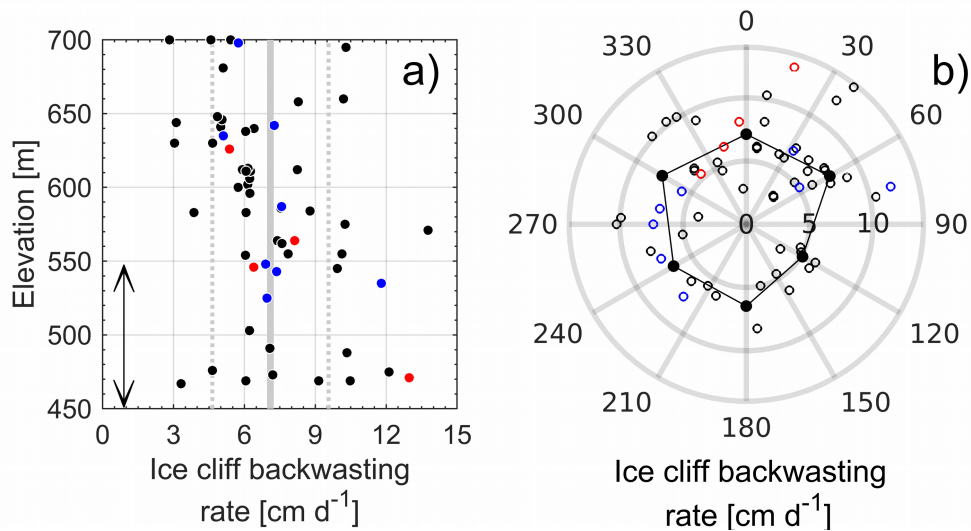 a)
700
650
600
550
500
450
Elevation [m]
0 3 6 9 12 15
Ice cliff backwasting
rate [cm d⁻¹]
b)
0
330 30
300 60
270 0 5 10 90
240 120
210 150
180
Ice cliff backwasting
rate [cm d⁻¹]